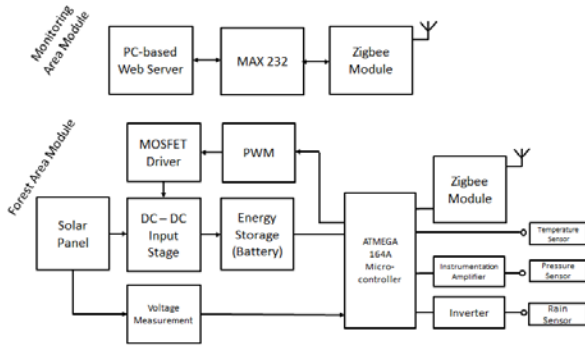 Monitoring
Area Module
PC-based
Web Server
MAX 232
Zigbee
Module
Forest Area Module
MOSFET
Driver
PWM
Zigbee
Module
Solar
Panel
DC – DC
Input
Stage
Energy
Storage
(Battery)
ATMEGA
164A
Micro-
controller
Temperature
Sensor
Instrumentation
Amplifier
Pressure
Sensor
Voltage
Measurement
Inverter
Rain
Sensor